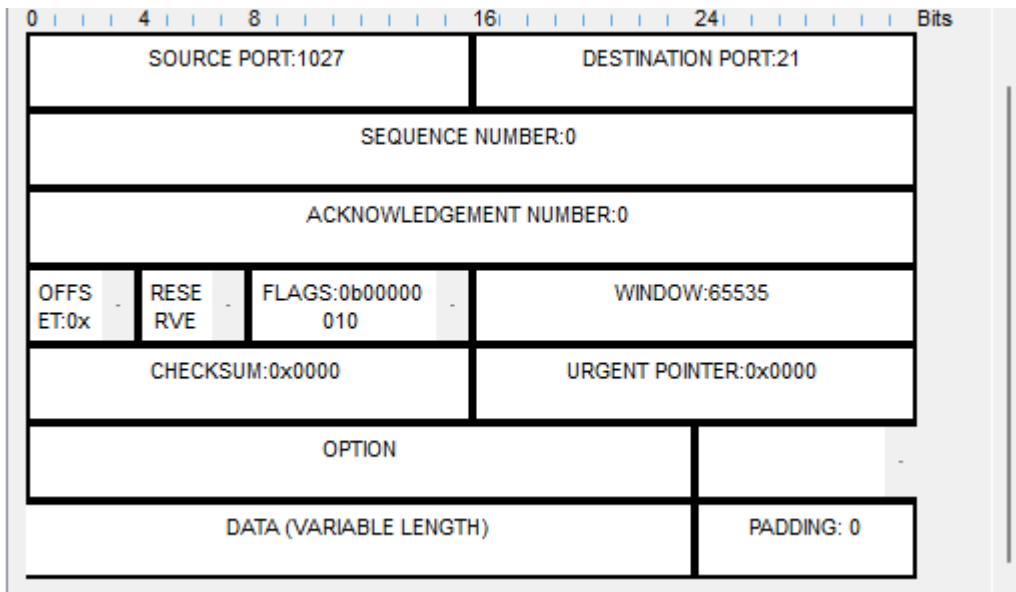 0 4 8 16 24 Bits
SOURCE PORT:1027 DESTINATION PORT:21
SEQUENCE NUMBER:0
ACKNOWLEDGEMENT NUMBER:0
OFFS RESE FLAGS:0b00000 WINDOW:65535
ET:0x RVE 010
CHECKSUM:0x0000 URGENT POINTER:0x0000
OPTION
DATA (VARIABLE LENGTH) PADDING: 0